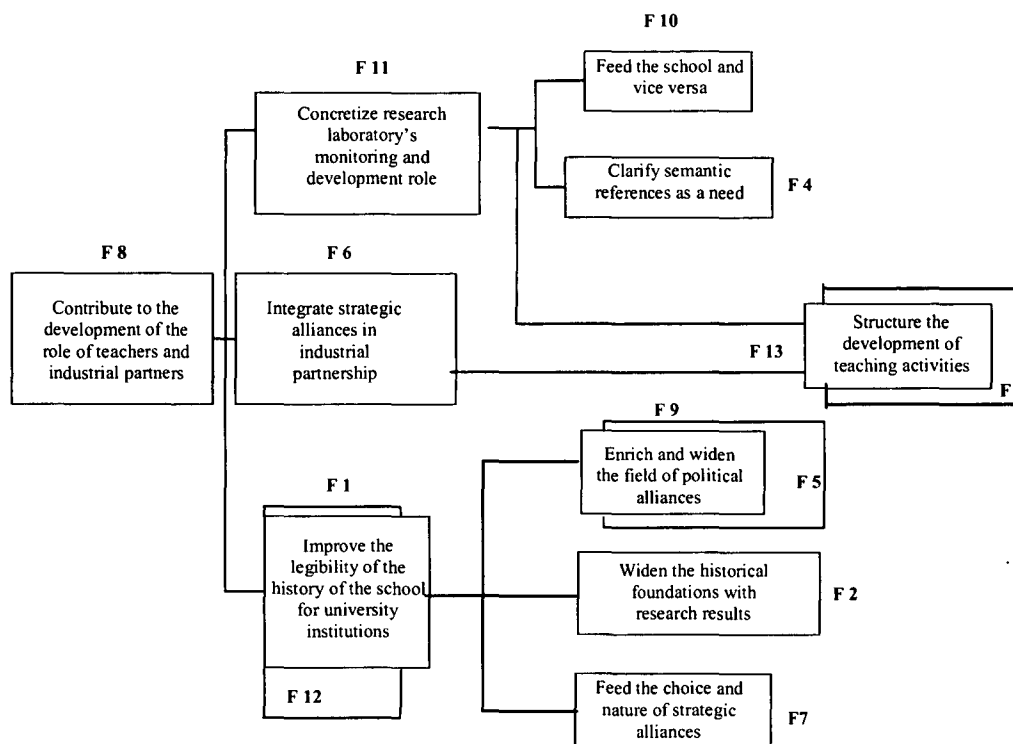 F 10
F 11
Feed the school and
vice versa
Concretize research
laboratory's
monitoring and
development role
Clarify semantic
references as a need
F 4
F 8
F 6
Contribute to the
development of the
role of teachers and
industrial partners
Integrate strategic
alliances in
industrial
partnership
Structure the
development of
teaching activities
F 13
F
F 9
Enrich and widen
the field of political
alliances
F 5
F 1
Improve the
legibility of the
history of the school
for university
institutions
Widen the historical
foundations with
research results
F 2
F 12
Feed the choice and
nature of strategic
alliances
F7